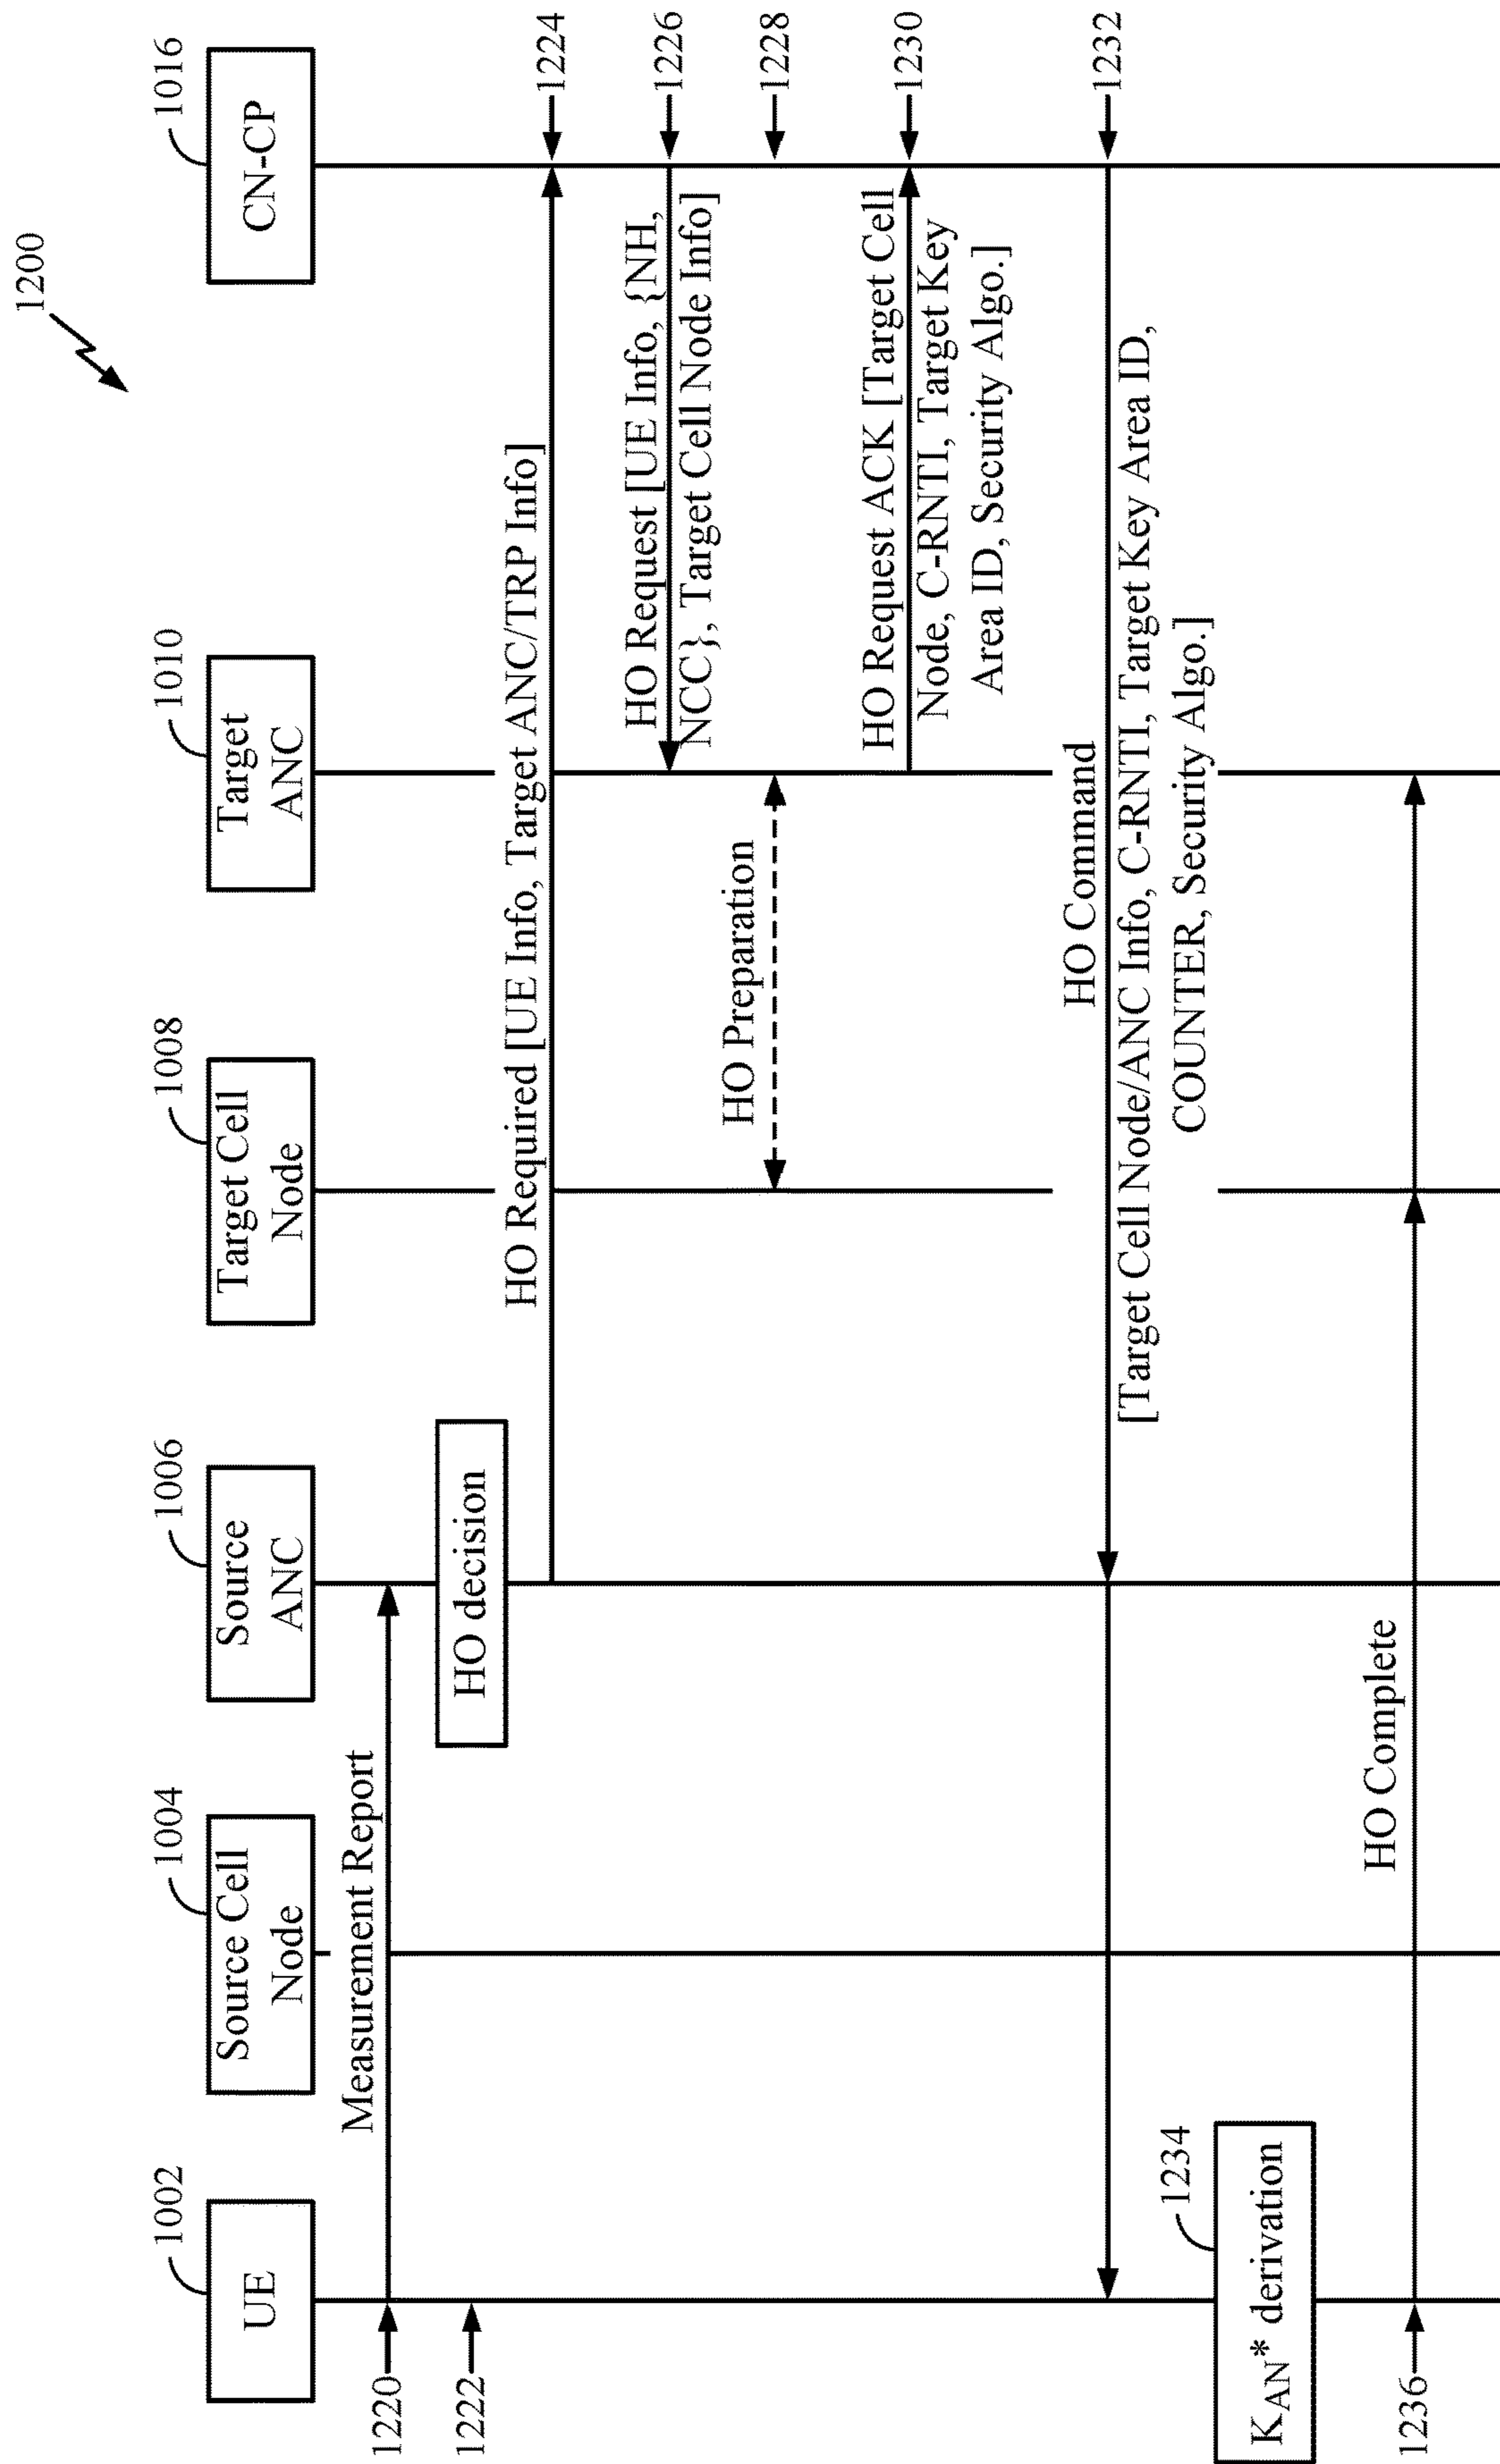 1200
1002
1004
1006
1008
1010
1016
UE
Source Cell
Node
Source
ANC
Target Cell
Node
Target
ANC
CN-CP
1220
Measurement Report
1222
HO decision
HO Required [UE Info, Target ANC/TRP Info]
1224
HO Request [UE Info, {NH,
NCC}, Target Cell Node Info]
1226
HO Preparation
1228
HO Request ACK [Target Cell
Node, C-RNTI, Target Key
Area ID, Security Algo.]
1230
HO Command
[Target Cell Node/ANC Info, C-RNTI, Target Key Area ID,
COUNTER, Security Algo.]
1232
1234
KAN* derivation
1236
HO Complete